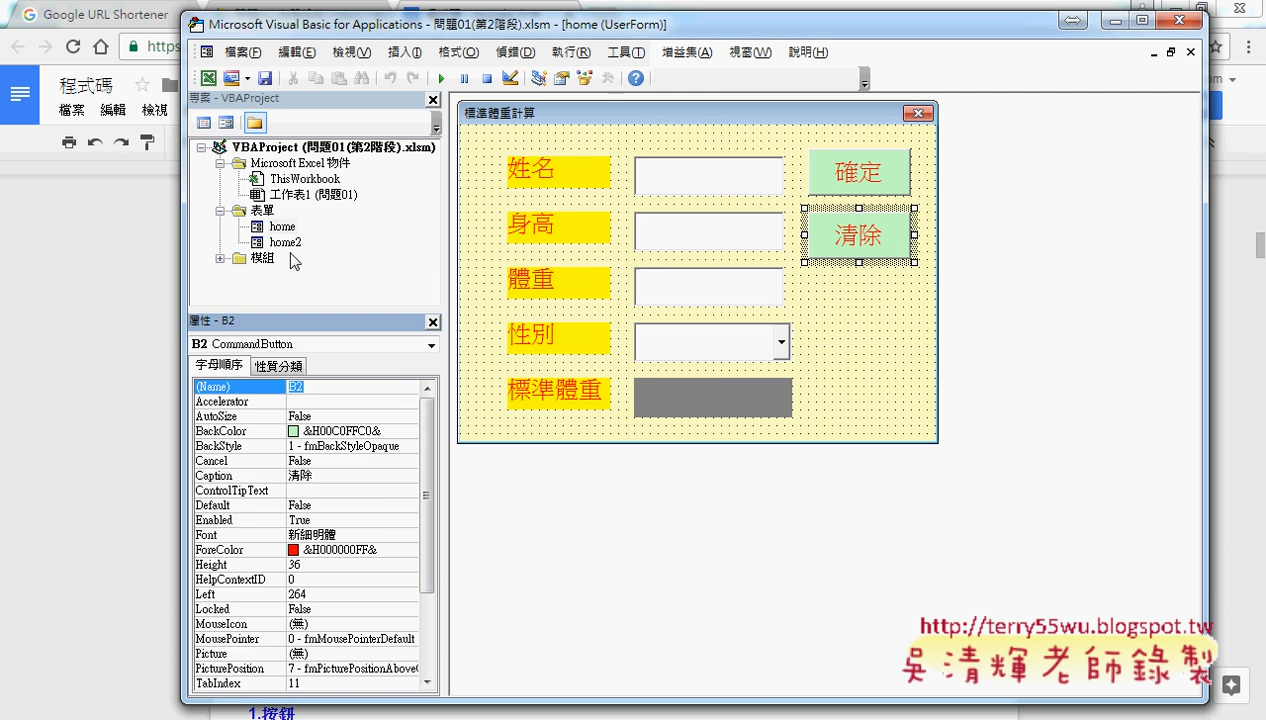 Google URL Shortener
https
程式碼
檔案 編輯 檢視
Microsoft Visual Basic for Applications - 問題01(第2階段).xlsm - [home (UserForm)]
檔案(F) 編輯(E) 檢視(V) 插入(I) 格式(O) 偵錯(D) 執行(R) 工具(T) 增益集(A) 視窗(W) 說明(H)
專案 - VBAProject
VBAProject (問題01(第2階段).xlsm)
Microsoft Excel 物件
ThisWorkbook
工作表1 (問題01)
表單
home
home2
模組
屬性 - B2
B2 CommandButton
字母順序 性質分類
(Name) B2
Accelerator
AutoSize False
BackColor &H00C0FFC0&
BackStyle 1 - fmBackStyleOpaque
Cancel False
Caption 清除
ControlTipText
Default False
Enabled True
Font 新細明體
ForeColor &H000000FF&
Height 36
HelpContextID 0
Left 264
Locked False
MouseIcon (無)
MousePointer 0 - fmMousePointerDefault
Picture (無)
PicturePosition 7 - fmPicturePositionAbove
TabIndex 11
標準體重計算
姓名 確定
身高 清除
體重
性別
標準體重
http://terry55wu.blogspot.tw
吳清輝老師錄製
1.按鈕